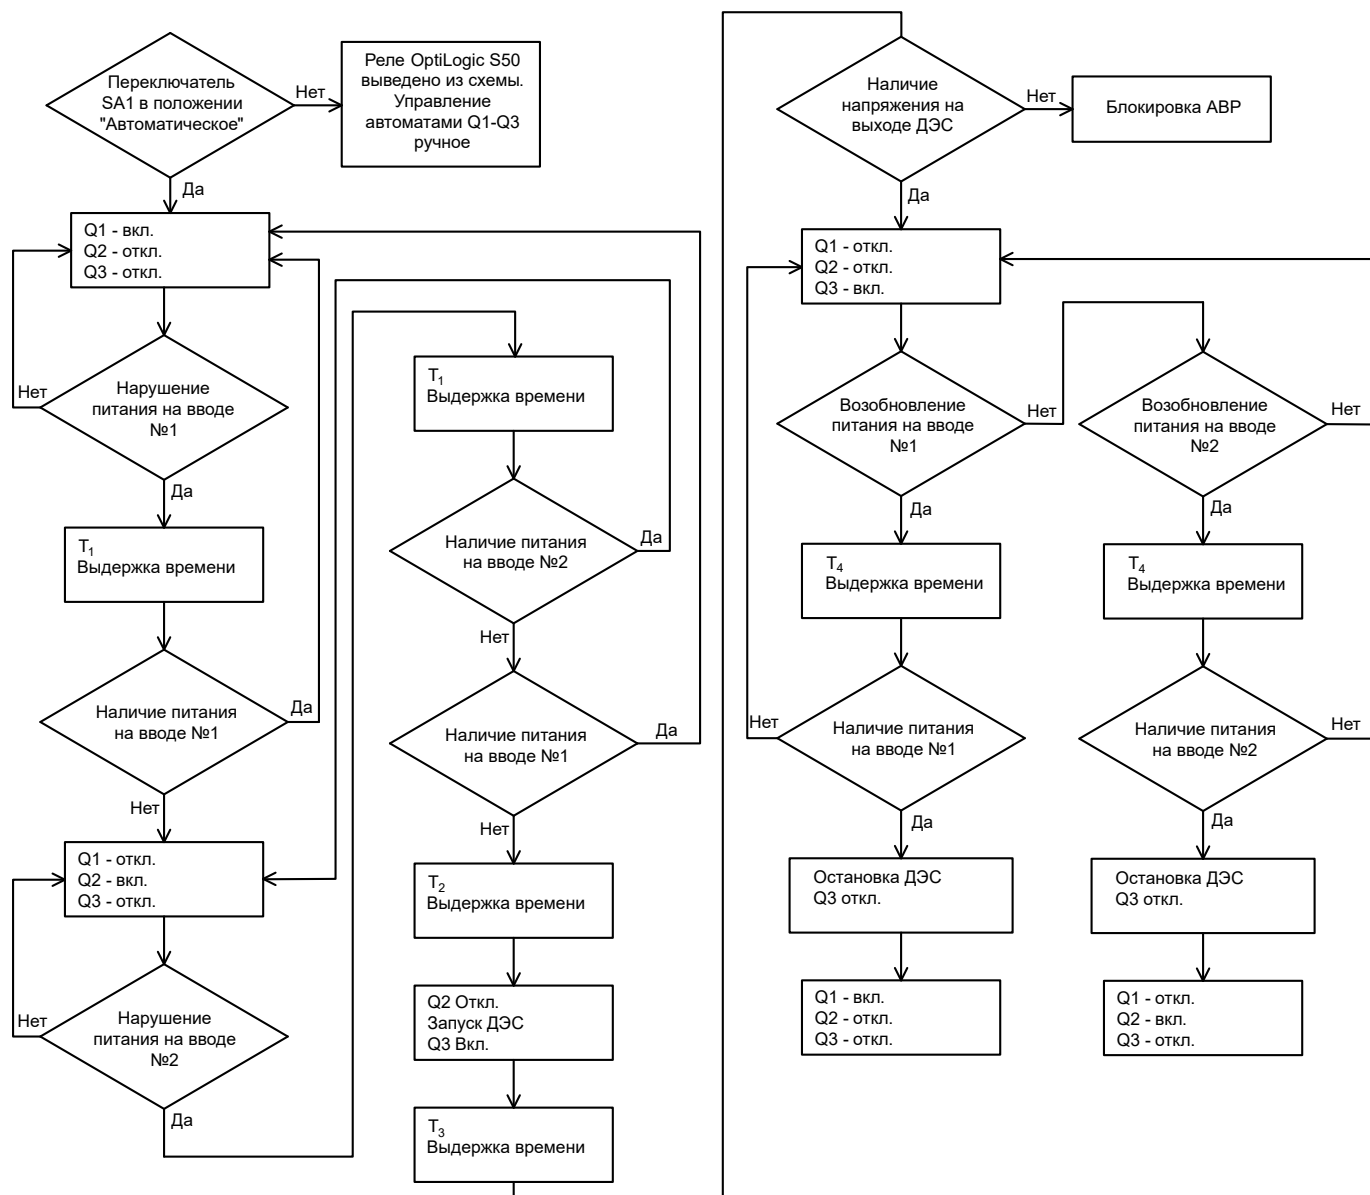 Переключатель
SA1 в положении
"Автоматическое"
Нет
Реле OptiLogic S50
выведено из схемы.
Управление
автоматами Q1-Q3
ручное
Да
Q1 - вкл.
Q2 - откл.
Q3 - откл.
Нарушение
питания на вводе
№1
Нет
Да
T1
Выдержка времени
Наличие питания
на вводе №1
Да
Нет
Q1 - откл.
Q2 - вкл.
Q3 - откл.
Нарушение
питания на вводе
№2
Нет
Да
T1
Выдержка времени
Наличие питания
на вводе №2
Да
Нет
Наличие питания
на вводе №1
Да
Нет
T2
Выдержка времени
Q2 Откл.
Запуск ДЭС
Q3 Вкл.
T3
Выдержка времени
Наличие
напряжения на
выходе ДЭС
Нет
Блокировка АВР
Да
Q1 - откл.
Q2 - откл.
Q3 - вкл.
Возобновление
питания на вводе
№1
Нет
Да
T4
Выдержка времени
Наличие питания
на вводе №1
Нет
Да
Остановка ДЭС
Q3 откл.
Q1 - вкл.
Q2 - откл.
Q3 - откл.
Возобновление
питания на вводе
№2
Нет
Да
T4
Выдержка времени
Наличие питания
на вводе №2
Нет
Да
Остановка ДЭС
Q3 откл.
Q1 - откл.
Q2 - вкл.
Q3 - откл.